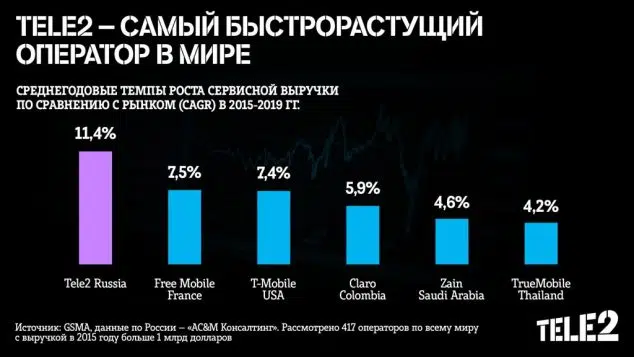 TELE2 – САМЫЙ БЫСТРОРАСТУЩИЙ
ОПЕРАТОР В МИРЕ
СРЕДНЕГОДОВЫЕ ТЕМПЫ РОСТА СЕРВИСНОЙ ВЫРУЧКИ
ПО СРАВНЕНИЮ С РЫНКОМ (CAGR) В 2015-2019 ГГ.
11,4%
7,5%
7,4%
5,9%
4,6%
4,2%
Tele2 Russia
Free Mobile
France
T-Mobile
USA
Claro
Colombia
Zain
Saudi Arabia
TrueMobile
Thailand
Источник: GSMA, данные по России – «AC&M Консалтинг». Рассмотрено 417 операторов по всему миру
с выручкой в 2015 году больше 1 млрд долларов
TELE2